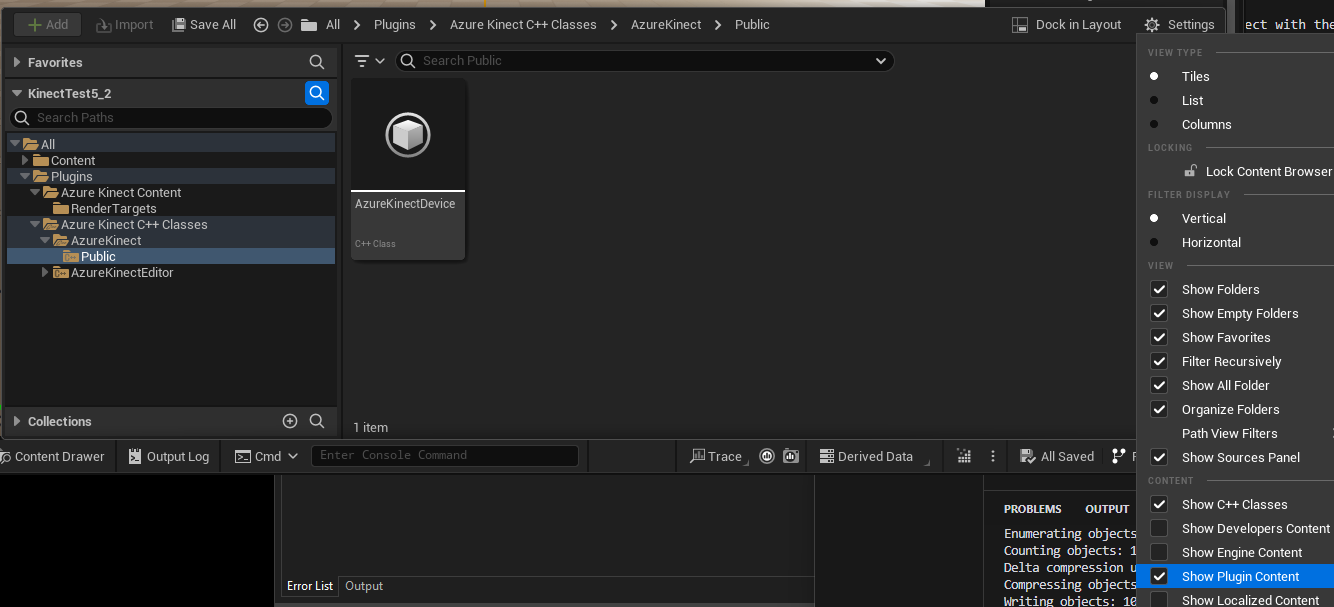 Add
Import
Save All
All
Plugins
Azure Kinect C++ Classes
AzureKinect
Public
Dock in Layout
Settings
ect with the
Favorites
KinectTest5_2
Search Paths
All
Content
Plugins
Azure Kinect Content
RenderTargets
Azure Kinect C++ Classes
AzureKinect
Public
AzureKinectEditor
Collections
Search Public
AzureKinectDevice
C++ Class
1 item
VIEW TYPE
Tiles
List
Columns
LOCKING
Lock Content Browser
FILTER DISPLAY
Vertical
Horizontal
VIEW
Show Folders
Show Empty Folders
Show Favorites
Filter Recursively
Show All Folder
Organize Folders
Path View Filters
Show Sources Panel
CONTENT
Show C++ Classes
Show Developers Content
Show Engine Content
Show Plugin Content
Show Localized Content
Content Drawer
Output Log
Cmd
Enter Console Command
Trace
Derived Data
All Saved
Error List
Output
PROBLEMS
OUTPUT
Enumerating objects
Counting objects: 1
Delta compression u
Compressing objects
Writing objects: 10